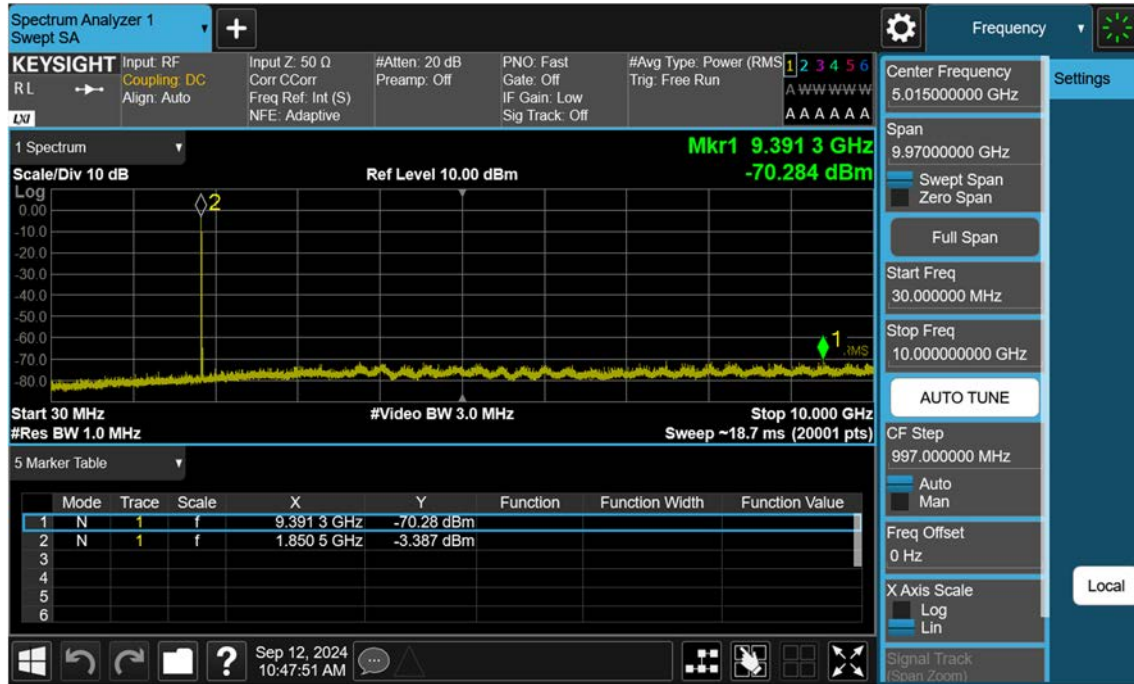 Spectrum Analyzer 1
Swept SA
Frequency
KEYSIGHT
R L
LXI
Input: RF
Coupling: DC
Align: Auto
Input Z: 50 Ω
Corr CCorr
Freq Ref: Int (S)
NFE: Adaptive
#Atten: 20 dB
Preamp: Off
PNO: Fast
Gate: Off
IF Gain: Low
Sig Track: Off
#Avg Type: Power (RMS
Trig: Free Run
1 2 3 4 5 6
A W W W W W
A A A A A A
1 Spectrum
Scale/Div 10 dB
Ref Level 10.00 dBm
Mkr1 9.391 3 GHz
-70.284 dBm
Log
0.00
-10.0
-20.0
-30.0
-40.0
-50.0
-60.0
-70.0
-80.0
2
1
RMS
Start 30 MHz
#Video BW 3.0 MHz
Stop 10.000 GHz
#Res BW 1.0 MHz
Sweep ~18.7 ms (20001 pts)
5 Marker Table
Mode Trace Scale X Y Function Function Width Function Value
1 N 1 f 9.391 3 GHz -70.28 dBm
2 N 1 f 1.850 5 GHz -3.387 dBm
3
4
5
6
Sep 12, 2024
10:47:51 AM
Center Frequency
5.015000000 GHz
Span
9.97000000 GHz
Swept Span
Zero Span
Full Span
Start Freq
30.000000 MHz
Stop Freq
10.000000000 GHz
AUTO TUNE
CF Step
997.000000 MHz
Auto
Man
Freq Offset
0 Hz
X Axis Scale
Log
Lin
Signal Track
(Span Zoom)
Settings
Local